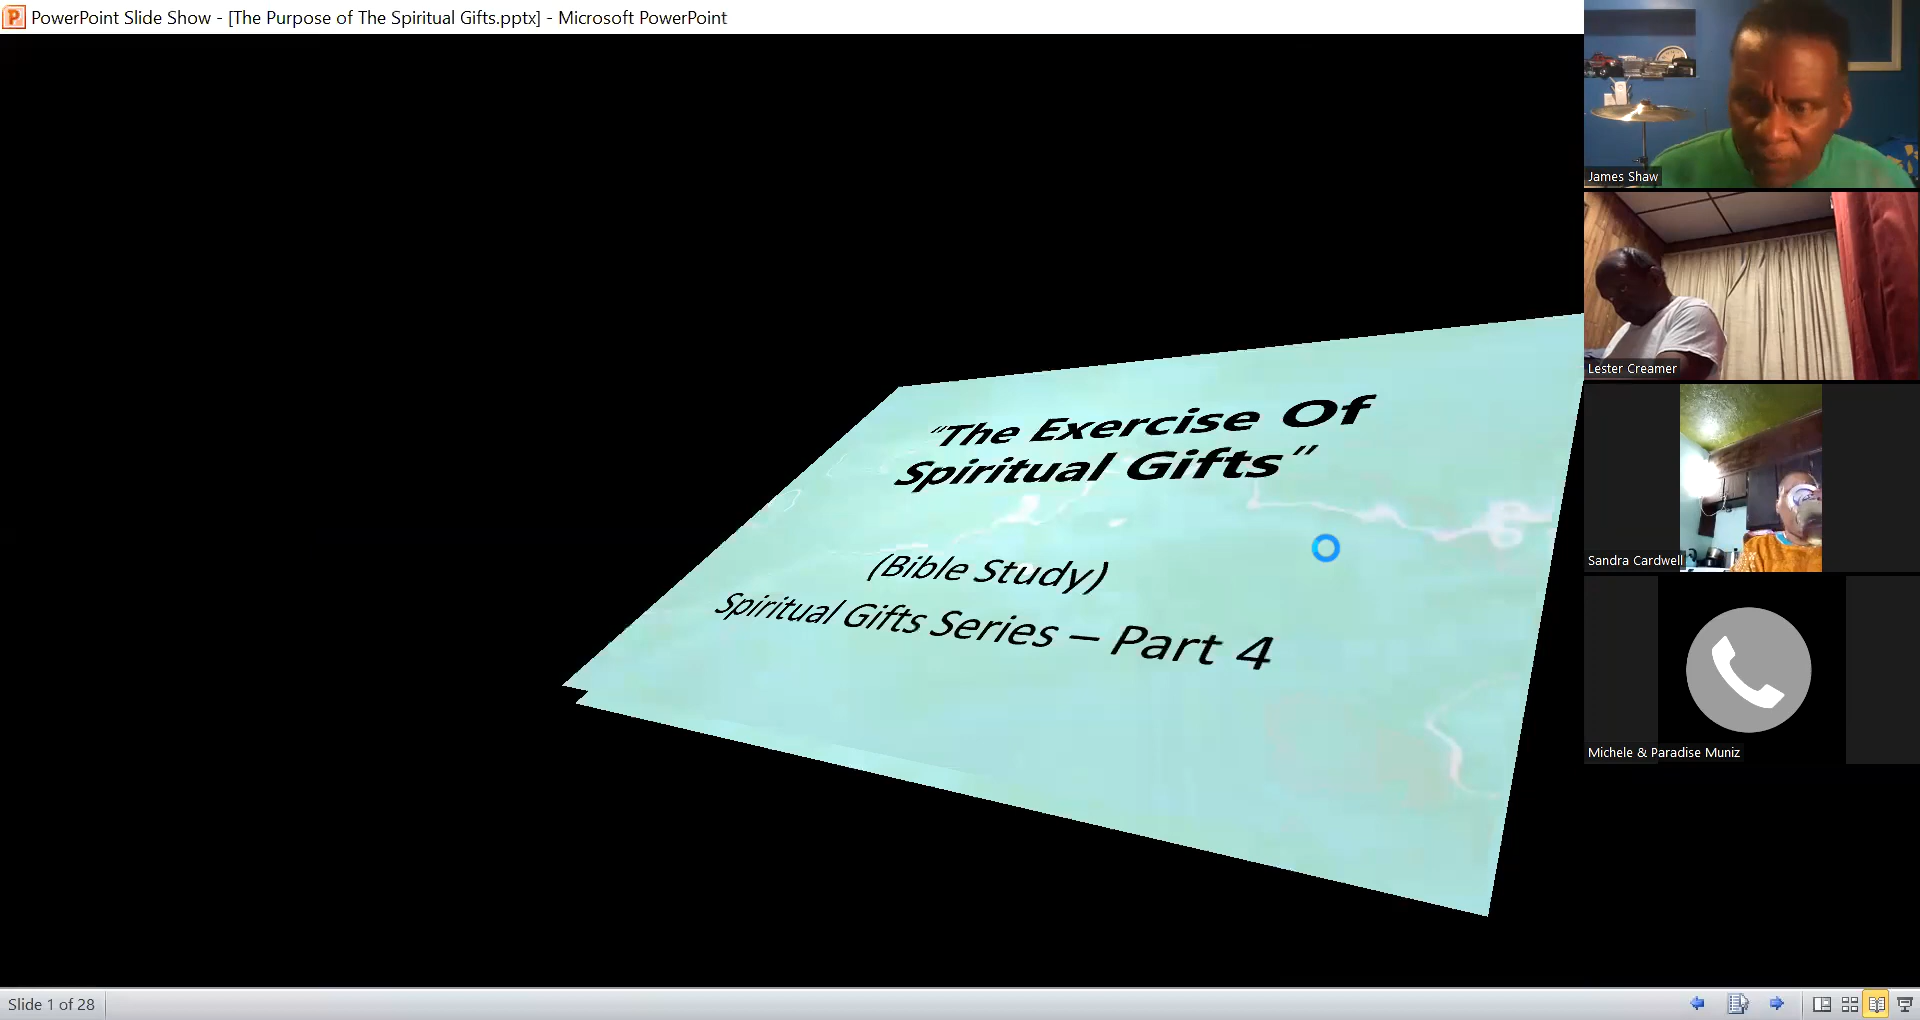 PowerPoint Slide Show - [The Purpose of The Spiritual Gifts.pptx] - Microsoft PowerPoint
"The Exercise Of
Spiritual Gifts"
(Bible Study)
Spiritual Gifts Series – Part 4
James Shaw
Lester Creamer
Sandra Cardwell
Michele & Paradise Muniz
Slide 1 of 28